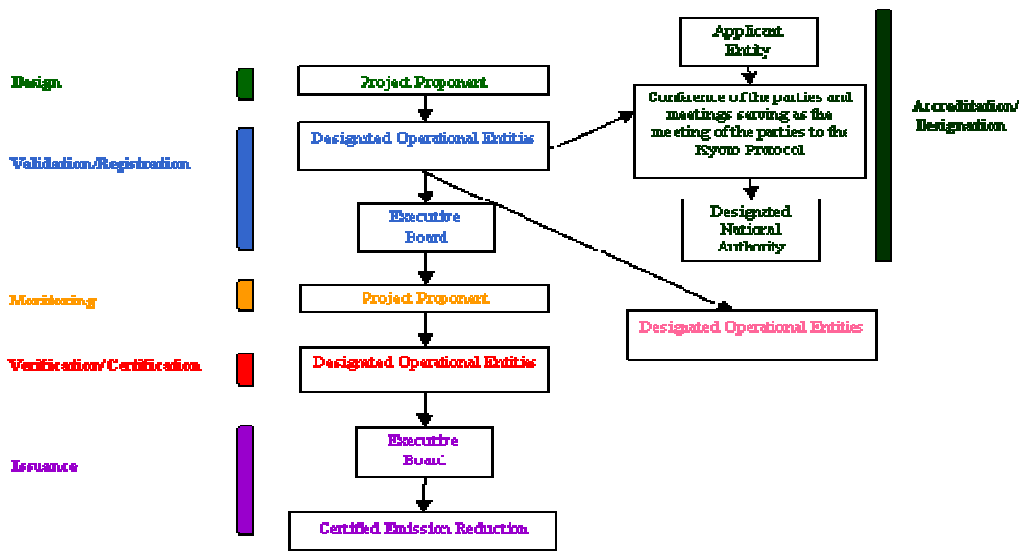 Applicant
Entity
Design
Project Proponent
Conference of the parties and
meetings serving as the
meeting of the parties to the
Kyoto Protocol
Accreditation/
Designation
Designated Operational Entities
Validation/Registration
Executive
Board
Designated
National
Authority
Monitoring
Project Proponent
Designated Operational Entities
Verification/Certification
Designated Operational Entities
Executive
Board
Issuance
Certified Emission Reduction